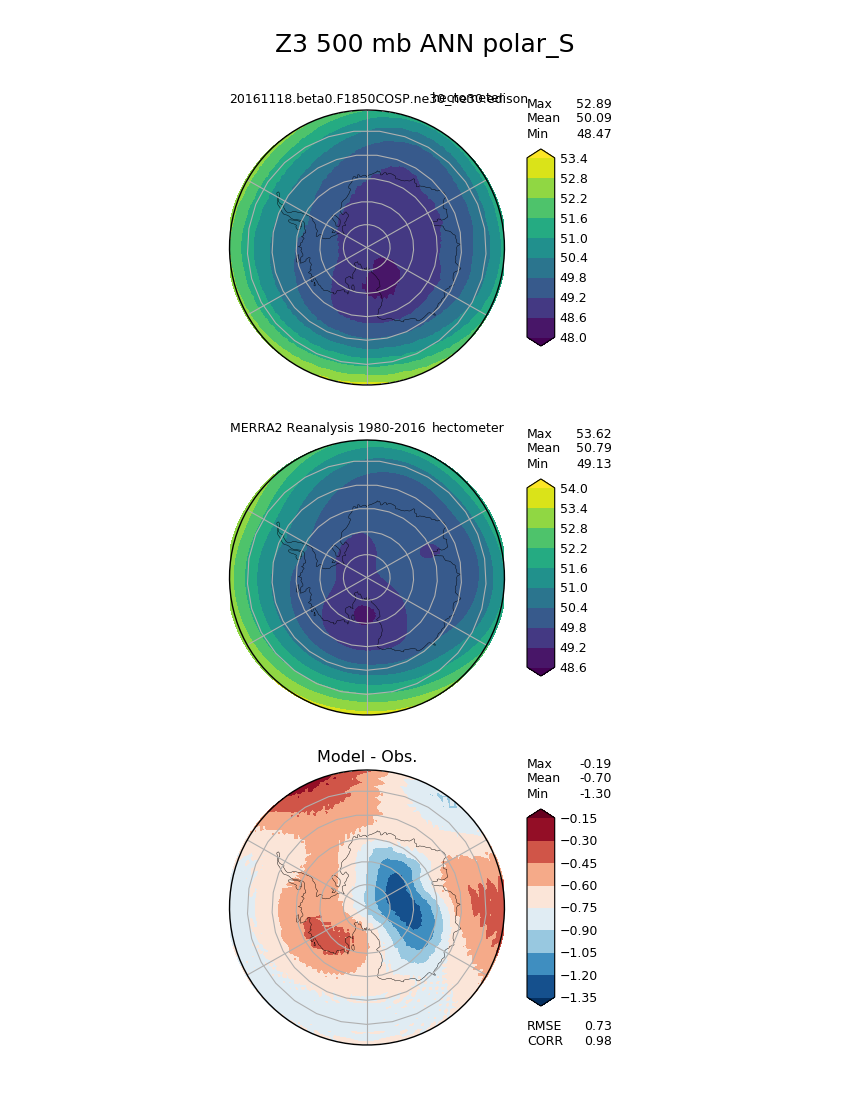 Z3 500 mb ANN polar_S
20161118.beta0.F1850COSP.ne30_ne30.edison
hectometer
Max 52.89
Mean 50.09
Min 48.47
53.4
52.8
52.2
51.6
51.0
50.4
49.8
49.2
48.6
48.0
MERRA2 Reanalysis 1980-2016 hectometer
Max 53.62
Mean 50.79
Min 49.13
54.0
53.4
52.8
52.2
51.6
51.0
50.4
49.8
49.2
48.6
Model - Obs.
Max -0.19
Mean -0.70
Min -1.30
−0.15
−0.30
−0.45
−0.60
−0.75
−0.90
−1.05
−1.20
−1.35
RMSE 0.73
CORR 0.98